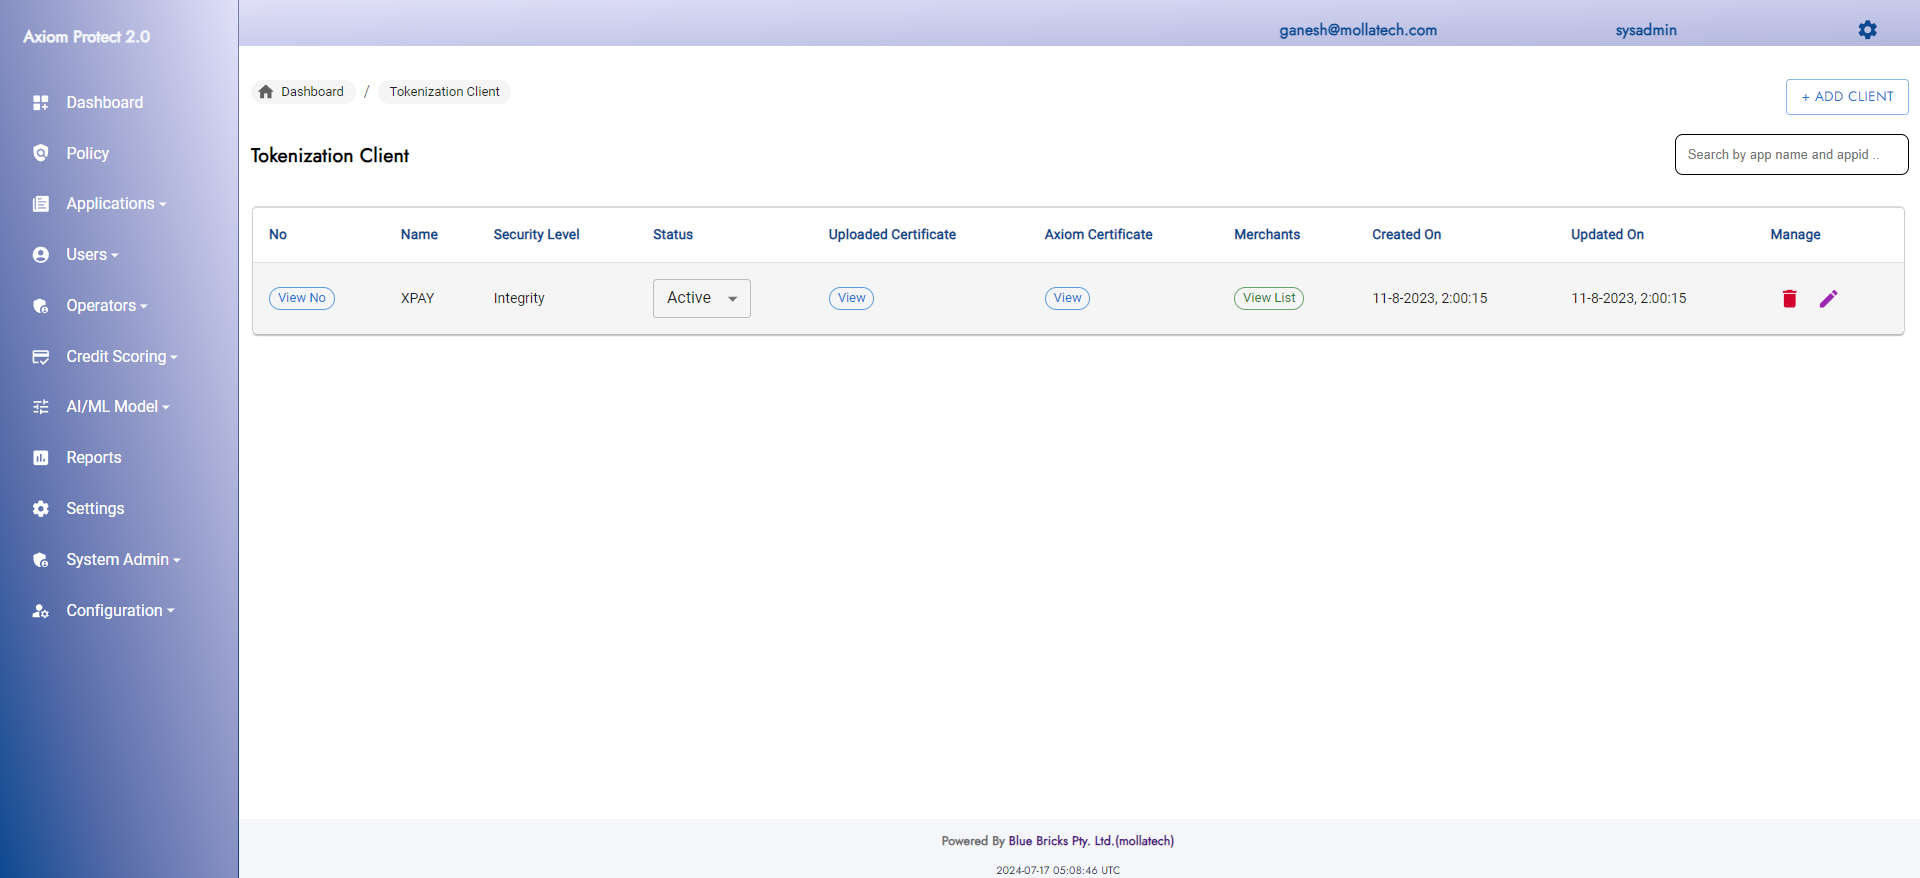 Axiom Protect 2.0
ganesh@mollatech.com
sysadmin
Dashboard
Policy
Applications
Users
Operators
Credit Scoring
AI/ML Model
Reports
Settings
System Admin
Configuration
Dashboard / Tokenization Client
+ ADD CLIENT
Tokenization Client
Search by app name and appid ..
No Name Security Level Status Uploaded Certificate Axiom Certificate Merchants Created On Updated On Manage
View No XPAY Integrity Active View View View List 11-8-2023, 2:00:15 11-8-2023, 2:00:15
Powered By Blue Bricks Pty. Ltd.(mollatech)
2024-07-17 05:08:46 UTC